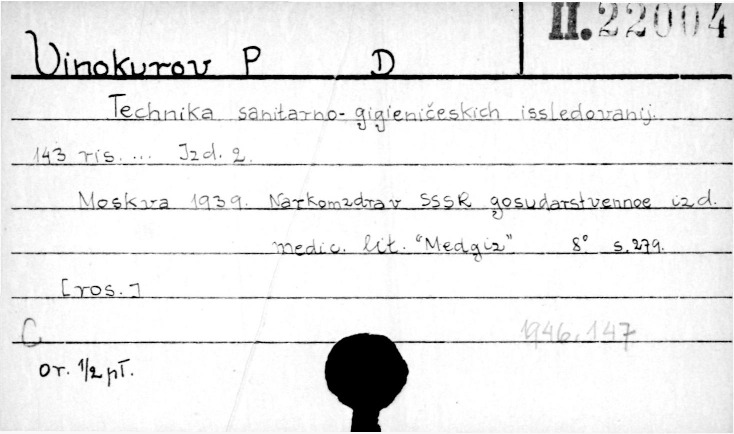 II. 22004
Vinokurov P D
Technika sanitarno-gigieničeskich issledovanij.
143 ris. ... Izd. 2.
Moskva 1939. Narkomzdrav SSSR gosudarstvennoe izd.
medic. lit. "Medgiz" 8° s. 279.
[ros.]
C 1946.147
or. 1/2 pł.